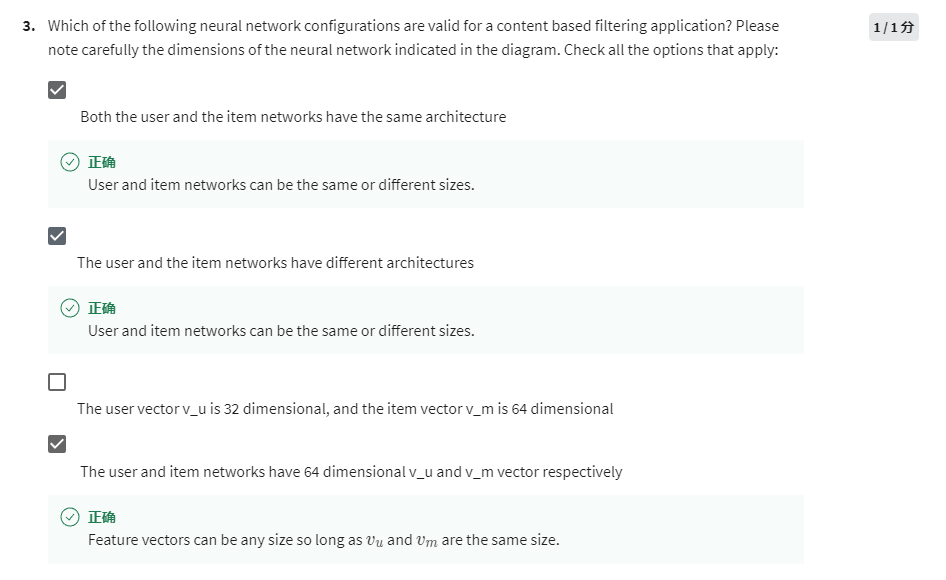 3. Which of the following neural network configurations are valid for a content based filtering application? Please
1/1分
note carefully the dimensions of the neural network indicated in the diagram. Check all the options that apply:
Both the user and the item networks have the same architecture
正确
User and item networks can be the same or different sizes.
The user and the item networks have different architectures
正确
User and item networks can be the same or different sizes.
The user vector v_u is 32 dimensional, and the item vector v_m is 64 dimensional
The user and item networks have 64 dimensional v_u and v_m vector respectively
正确
Feature vectors can be any size so long as vu and vm are the same size.